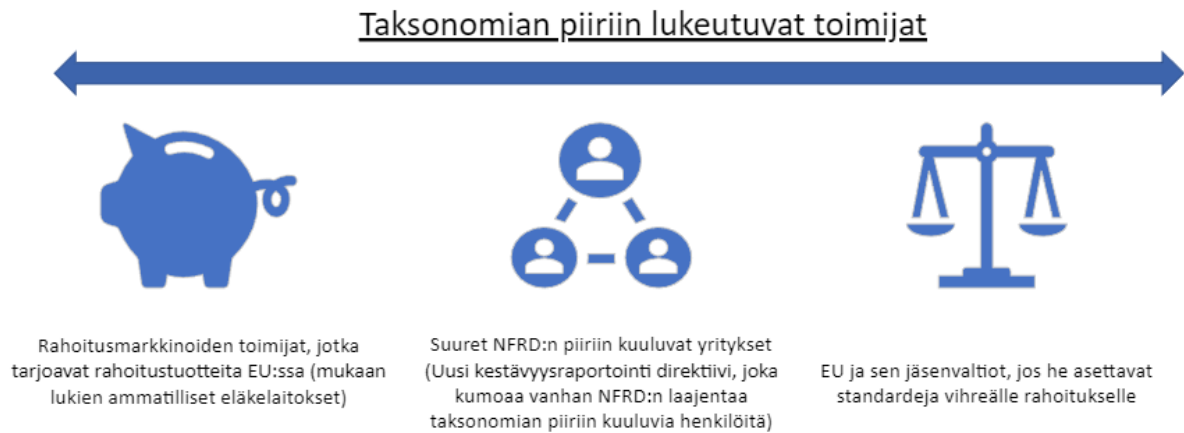 Taksonomian piiriin lukeutuvat toimijat
Rahoitusmarkkinoiden toimijat, jotka
tarjoavat rahoitustuotteita EU:ssa (mukaan
lukien ammatilliset eläkelaitokset)
Suuret NFRD:n piiriin kuuluvat yritykset
(Uusi kestävyysraportointi direktiivi, joka
kumoaa vanhan NFRD:n laajentaa
taksonomian piiriin kuuluvia henkilöitä)
EU ja sen jäsenvaltiot, jos he asettavat
standardeja vihreälle rahoitukselle